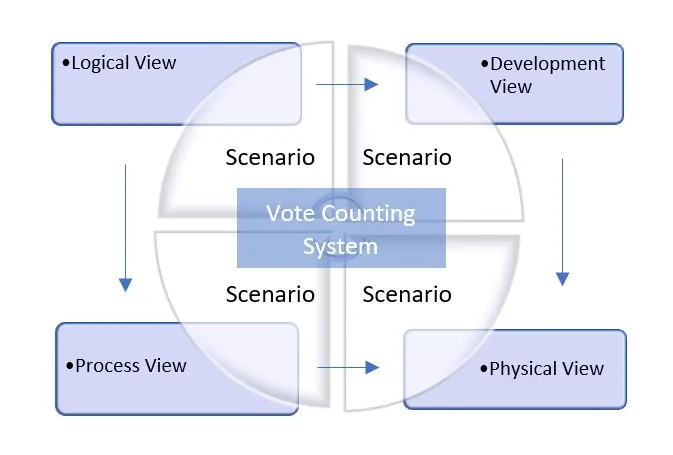 •Logical View
•Development
View
Scenario
Scenario
Vote Counting
System
Scenario
Scenario
•Process View
•Physical View